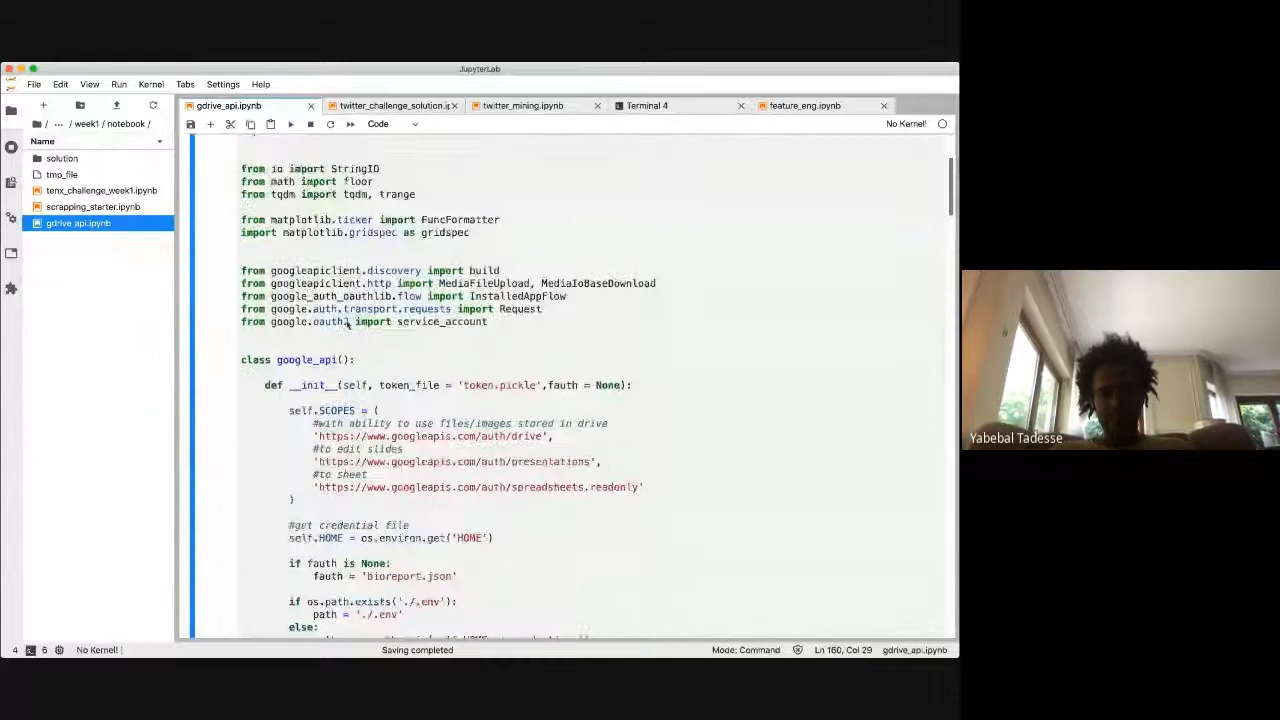 JupyterLab
File Edit View Run Kernel Tabs Settings Help
gdrive_api.ipynb twitter_challenge_solution.ip twitter_mining.ipynb Terminal 4 feature_eng.ipynb
/ … / week1 / notebook /
Code
No Kernel!
Name
solution
tmp_file
tenx_challenge_week1.ipynb
scrapping_starter.ipynb
gdrive_api.ipynb
from io import StringIO
from math import floor
from tqdm import tqdm, trange
from matplotlib.ticker import FuncFormatter
import matplotlib.gridspec as gridspec
from googleapiclient.discovery import build
from googleapiclient.http import MediaFileUpload, MediaIoBaseDownload
from google_auth_oauthlib.flow import InstalledAppFlow
from google.auth.transport.requests import Request
from google.oauth2 import service_account
class google_api():
def __init__(self, token_file = 'token.pickle',fauth = None):
self.SCOPES = (
#with ability to use files/images stored in drive
'https://www.googleapis.com/auth/drive',
#to edit slides
'https://www.googleapis.com/auth/presentations',
#to sheet
'https://www.googleapis.com/auth/spreadsheets.readonly'
)
#get credential file
self.HOME = os.environ.get('HOME')
if fauth is None:
fauth = 'bioreport.json'
if os.path.exists('./.env'):
path = './.env'
else:
4 6 No Kernel! Saving completed Mode: Command Ln 160, Col 29 gdrive_api.ipynb
Yabebal Tadesse